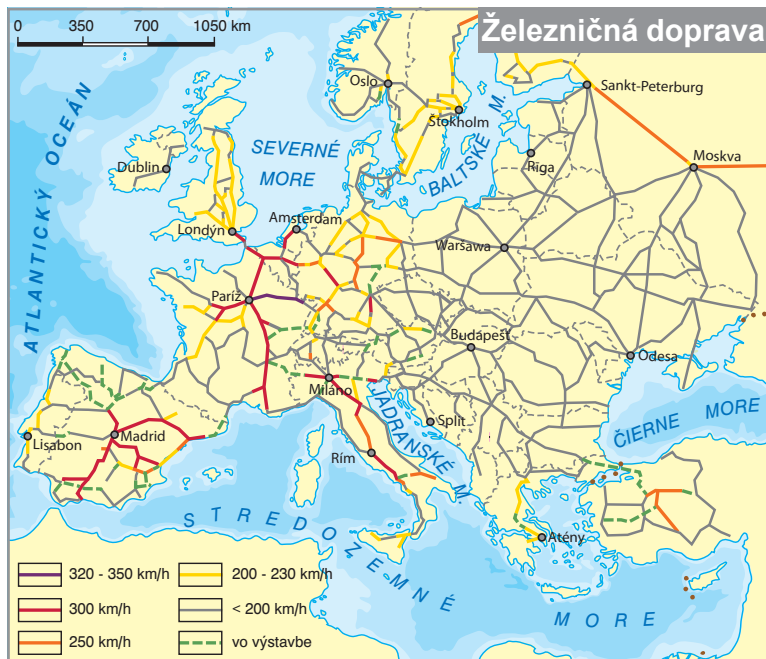 0 350 700 1050 km
Železničná doprava
Oslo
Sankt-Peterburg
Štokholm
ATLANTICKÝ OCEÁN
SEVERNÉ
MORE
BALTSKÉ M.
Dublin
Riga
Moskva
Amsterdam
Londýn
Waršawa
Paríž
Budapešť
Odesa
Miláno
JADRANSKÉ M.
Split
ČIERNE MORE
Lisabon
Madrid
Rím
STREDOZEMNÉ MORE
Atény
320 - 350 km/h
200 - 230 km/h
300 km/h
< 200 km/h
250 km/h
vo výstavbe